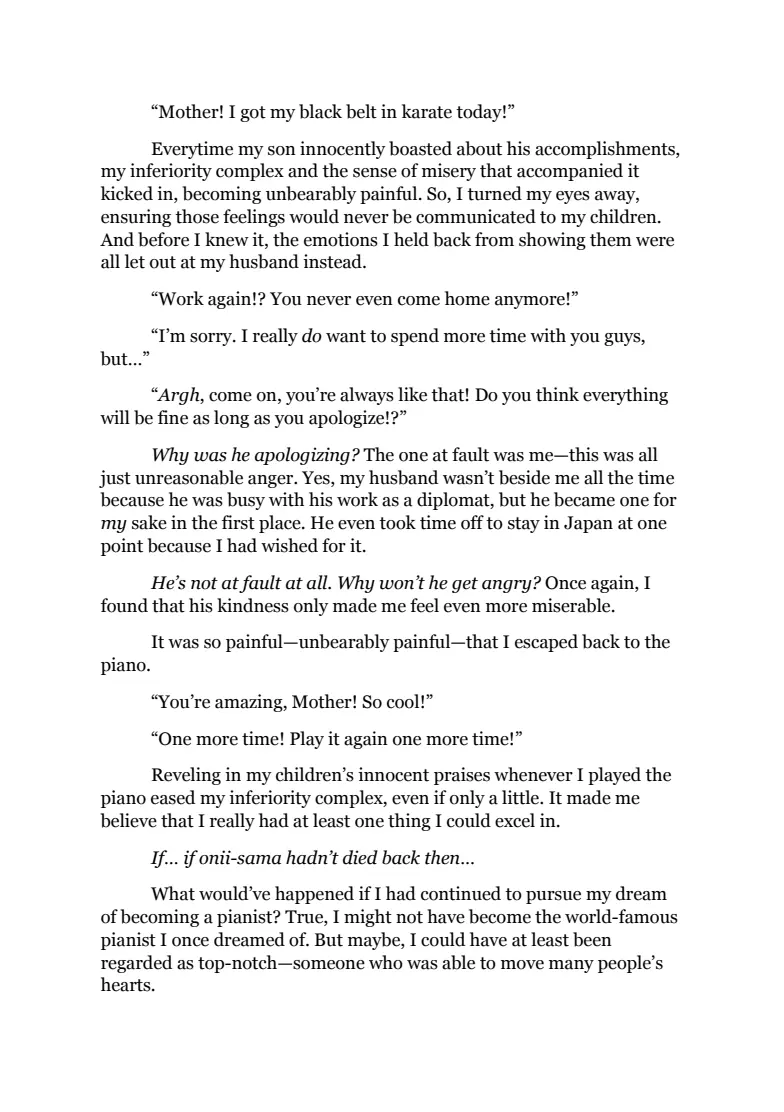 “Mother! I got my black belt in karate today!”
Everytime my son innocently boasted about his accomplishments,
my inferiority complex and the sense of misery that accompanied it
kicked in, becoming unbearably painful. So, I turned my eyes away,
ensuring those feelings would never be communicated to my children.
And before I knew it, the emotions I held back from showing them were
all let out at my husband instead.
“Work again!? You never even come home anymore!”
“I’m sorry. I really do want to spend more time with you guys,
but…”
“Argh, come on, you’re always like that! Do you think everything
will be fine as long as you apologize!?”
Why was he apologizing? The one at fault was me—this was all
just unreasonable anger. Yes, my husband wasn’t beside me all the time
because he was busy with his work as a diplomat, but he became one for
my sake in the first place. He even took time off to stay in Japan at one
point because I had wished for it.
He’s not at fault at all. Why won’t he get angry? Once again, I
found that his kindness only made me feel even more miserable.
It was so painful—unbearably painful—that I escaped back to the
piano.
“You’re amazing, Mother! So cool!”
“One more time! Play it again one more time!”
Reveling in my children’s innocent praises whenever I played the
piano eased my inferiority complex, even if only a little. It made me
believe that I really had at least one thing I could excel in.
If… if onii-sama hadn’t died back then…
What would’ve happened if I had continued to pursue my dream
of becoming a pianist? True, I might not have become the world-famous
pianist I once dreamed of. But maybe, I could have at least been
regarded as top-notch—someone who was able to move many people’s
hearts.